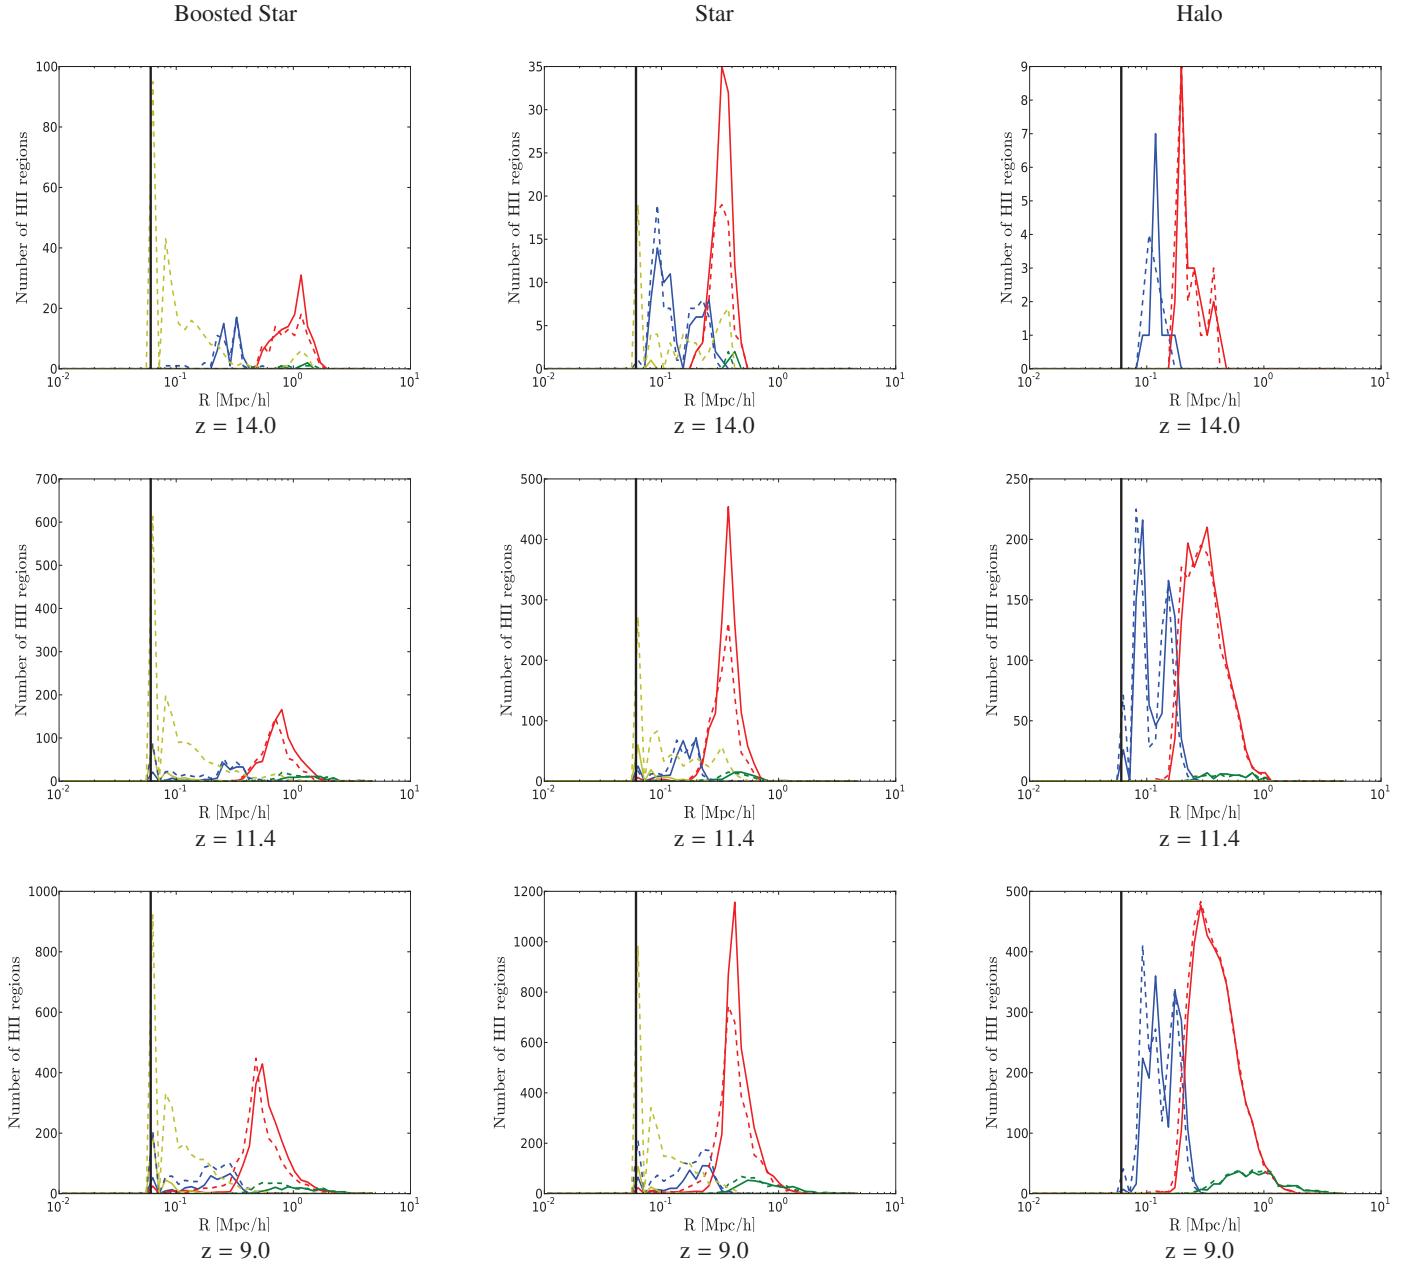 Boosted Star Star Halo
100
80
60
40
20
0
Number of HII regions
10^-2 10^-1 10^0 10^1
R [Mpc/h]
z = 14.0
35
30
25
20
15
10
5
0
Number of HII regions
10^-2 10^-1 10^0 10^1
R [Mpc/h]
z = 14.0
9
8
7
6
5
4
3
2
1
0
Number of HII regions
10^-2 10^-1 10^0 10^1
R [Mpc/h]
z = 14.0
700
600
500
400
300
200
100
0
Number of HII regions
10^-2 10^-1 10^0 10^1
R [Mpc/h]
z = 11.4
500
400
300
200
100
0
Number of HII regions
10^-2 10^-1 10^0 10^1
R [Mpc/h]
z = 11.4
250
200
150
100
50
0
Number of HII regions
10^-2 10^-1 10^0 10^1
R [Mpc/h]
z = 11.4
1000
800
600
400
200
0
Number of HII regions
10^-2 10^-1 10^0 10^1
R [Mpc/h]
z = 9.0
1200
1000
800
600
400
200
0
Number of HII regions
10^-2 10^-1 10^0 10^1
R [Mpc/h]
z = 9.0
500
400
300
200
100
0
Number of HII regions
10^-2 10^-1 10^0 10^1
R [Mpc/h]
z = 9.0